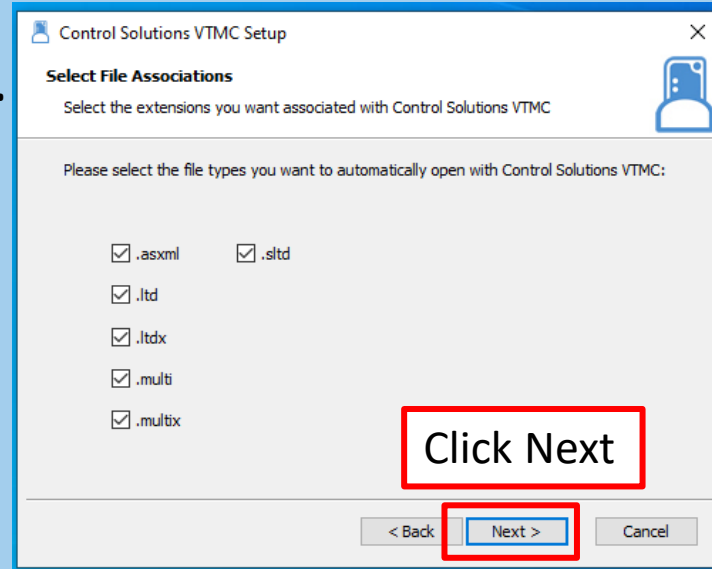 Control Solutions VTMC Setup
Select File Associations
Select the extensions you want associated with Control Solutions VTMC
Please select the file types you want to automatically open with Control Solutions VTMC:
.asxml .sltd
.ltd
.ltdx
.multi
.multix
Click Next
< Back Next > Cancel